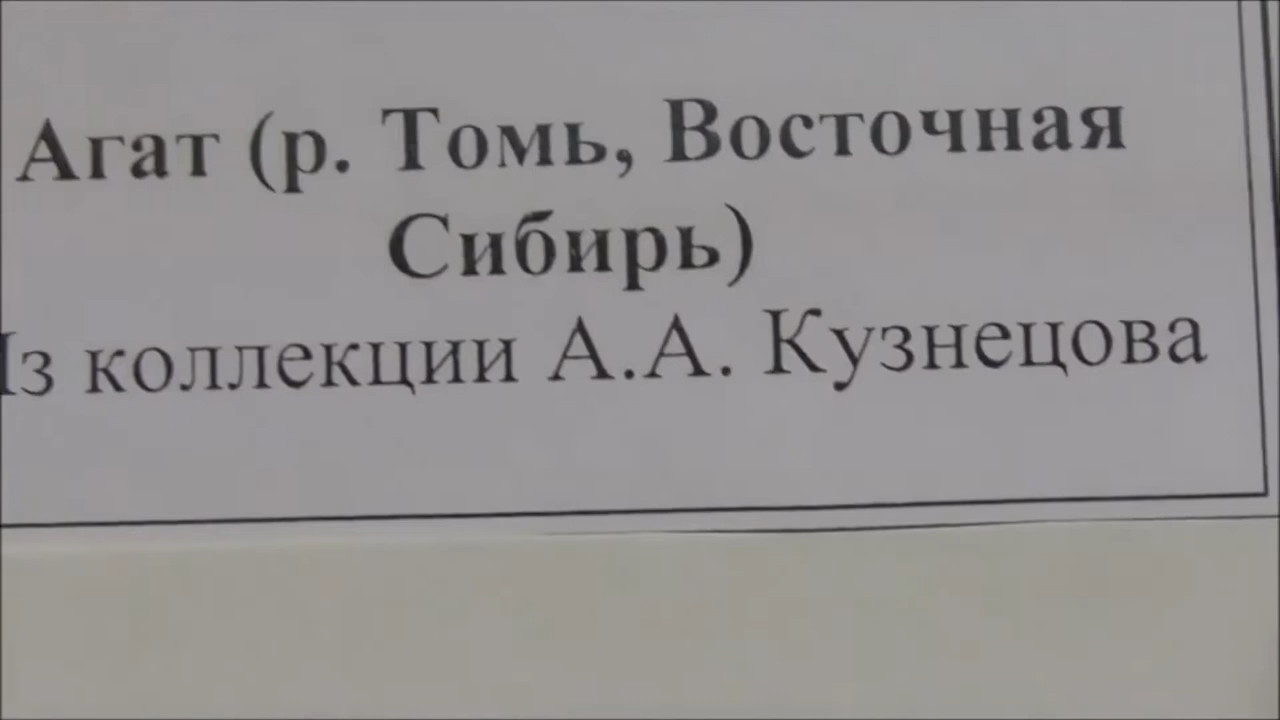 Агат (р. Томь, Восточная
Сибирь)
Из коллекции А.А. Кузнецова